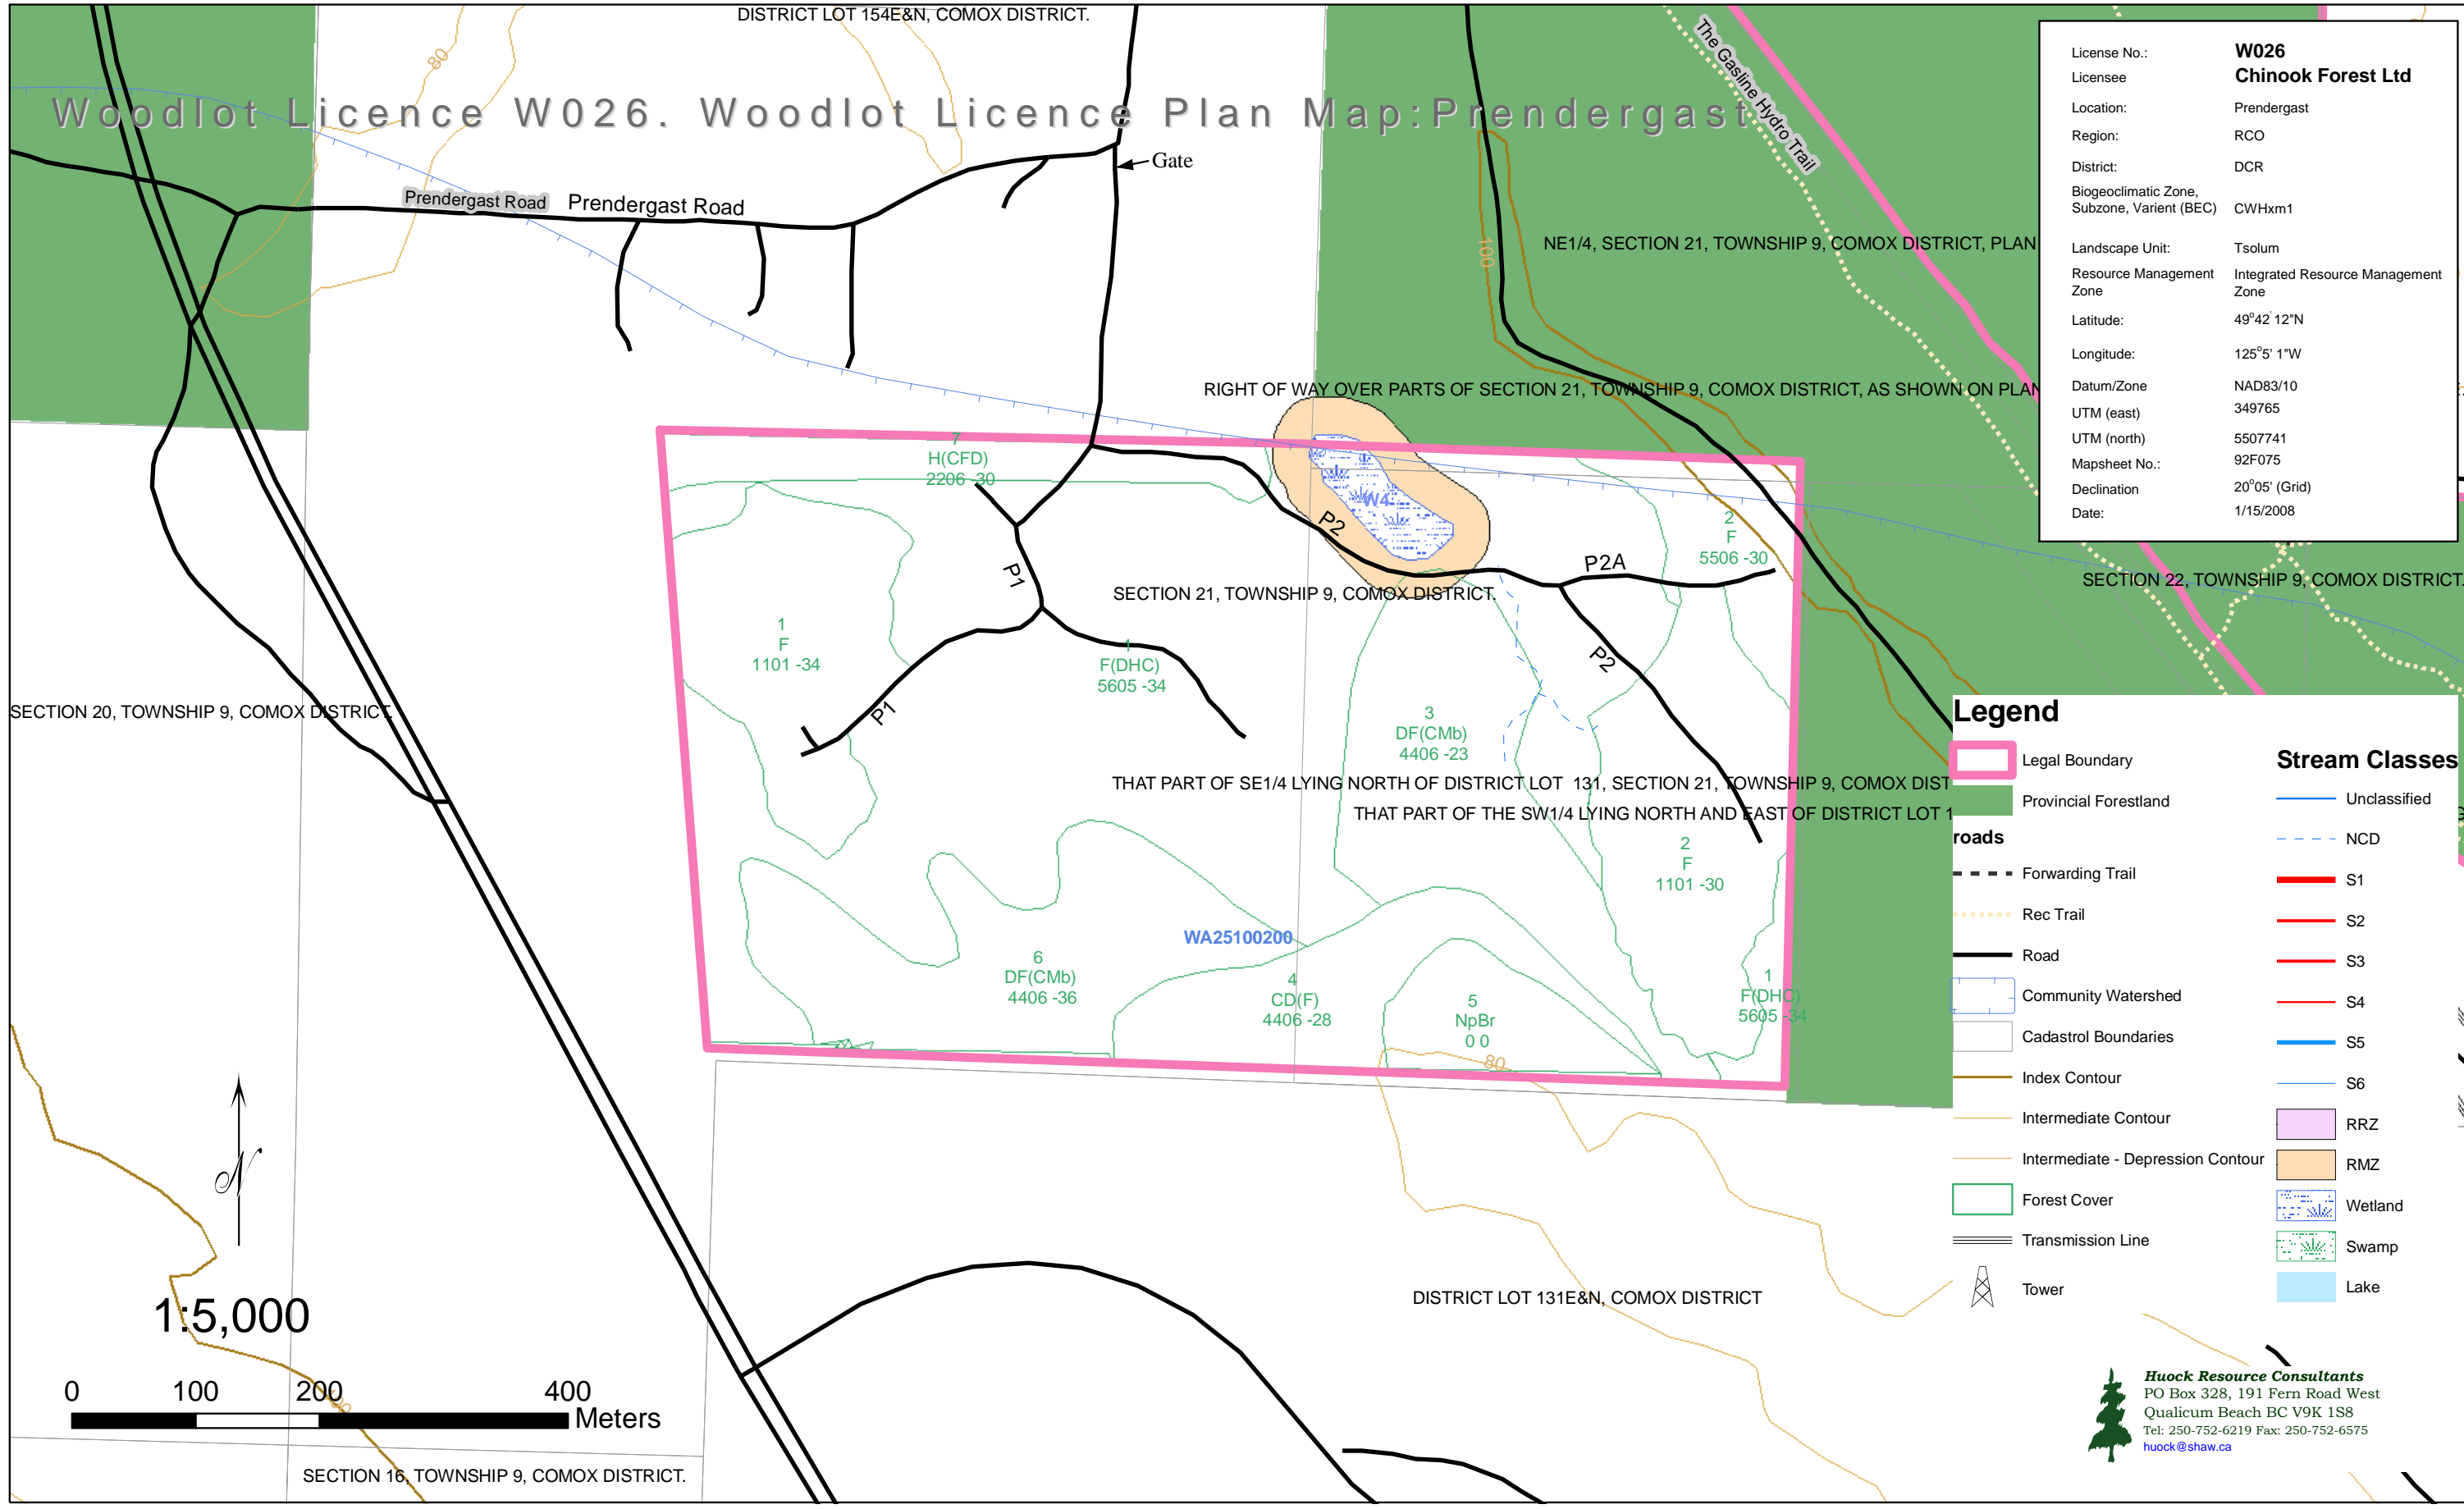 DISTRICT LOT 154E&N, COMOX DISTRICT.
80
Woodlot Licence W026. Woodlot Licence Plan Map:Prendergast
The Gasline Hydro Trail
Gate
Prendergast Road
Prendergast Road
100
NE1/4, SECTION 21, TOWNSHIP 9, COMOX DISTRICT, PLAN
RIGHT OF WAY OVER PARTS OF SECTION 21, TOWNSHIP 9, COMOX DISTRICT, AS SHOWN ON PLAN
License No.: W026
Licensee Chinook Forest Ltd
Location: Prendergast
Region: RCO
District: DCR
Biogeoclimatic Zone,
Subzone, Varient (BEC) CWHxm1
Landscape Unit: Tsolum
Resource Management Integrated Resource Management
Zone Zone
Latitude: 49°42' 12"N
Longitude: 125°5' 1"W
Datum/Zone NAD83/10
UTM (east) 349765
UTM (north) 5507741
Mapsheet No.: 92F075
Declination 20°05' (Grid)
Date: 1/15/2008
7
H(CFD)
2206 -30
W4
P2
P2A
2
F
5506 -30
P1
SECTION 21, TOWNSHIP 9, COMOX DISTRICT.
SECTION 22, TOWNSHIP 9, COMOX DISTRICT.
1
F
1101 -34
1
F(DHC)
5605 -34
P2
P1
SECTION 20, TOWNSHIP 9, COMOX DISTRICT.
3
DF(CMb)
4406 -23
THAT PART OF SE1/4 LYING NORTH OF DISTRICT LOT 131, SECTION 21, TOWNSHIP 9, COMOX DIST
THAT PART OF THE SW1/4 LYING NORTH AND EAST OF DISTRICT LOT 1
2
F
1101 -30
WA25100200
6
DF(CMb)
4406 -36
4
CD(F)
4406 -28
5
NpBr
0 0
1
F(DHC)
5605 -34
80
Legend
Legal Boundary
Provincial Forestland
roads
Forwarding Trail
Rec Trail
Road
Community Watershed
Cadastrol Boundaries
Index Contour
Intermediate Contour
Intermediate - Depression Contour
Forest Cover
Transmission Line
Tower
Stream Classes
Unclassified
NCD
S1
S2
S3
S4
S5
S6
RRZ
RMZ
Wetland
Swamp
Lake
N
1:5,000
0 100 200 400
Meters
DISTRICT LOT 131E&N, COMOX DISTRICT
SECTION 16, TOWNSHIP 9, COMOX DISTRICT.
Huock Resource Consultants
PO Box 328, 191 Fern Road West
Qualicum Beach BC V9K 1S8
Tel: 250-752-6219 Fax: 250-752-6575
huock@shaw.ca